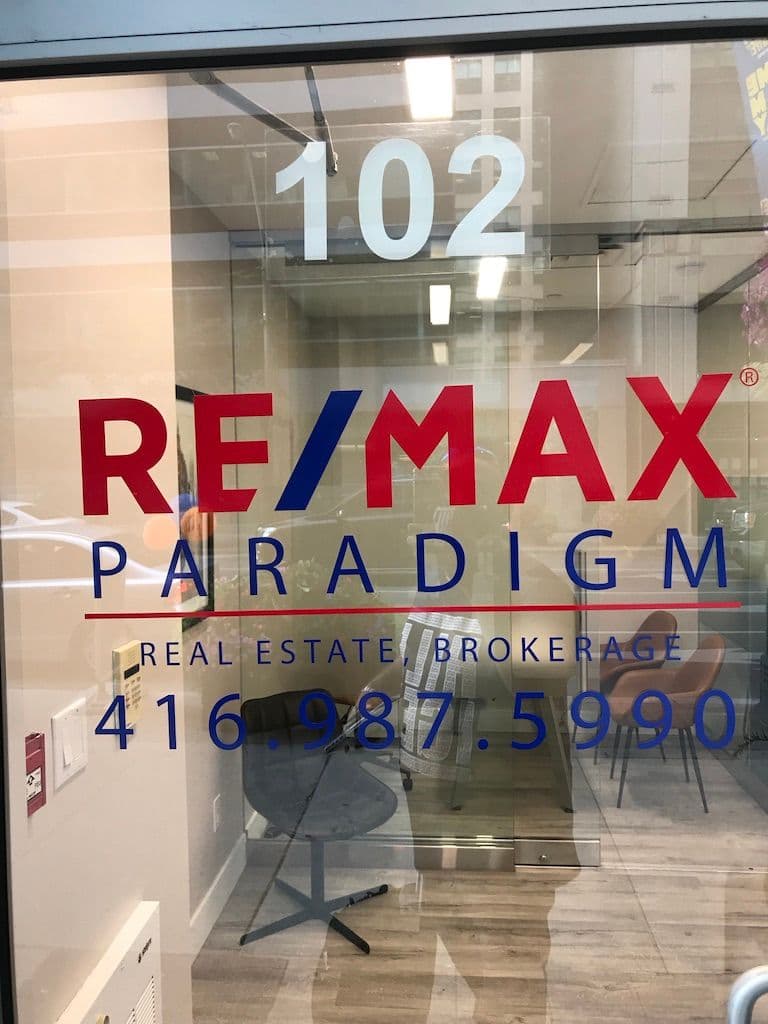 102
RE/MAX®
PARADIGM
REAL ESTATE, BROKERAGE
416.987.5990